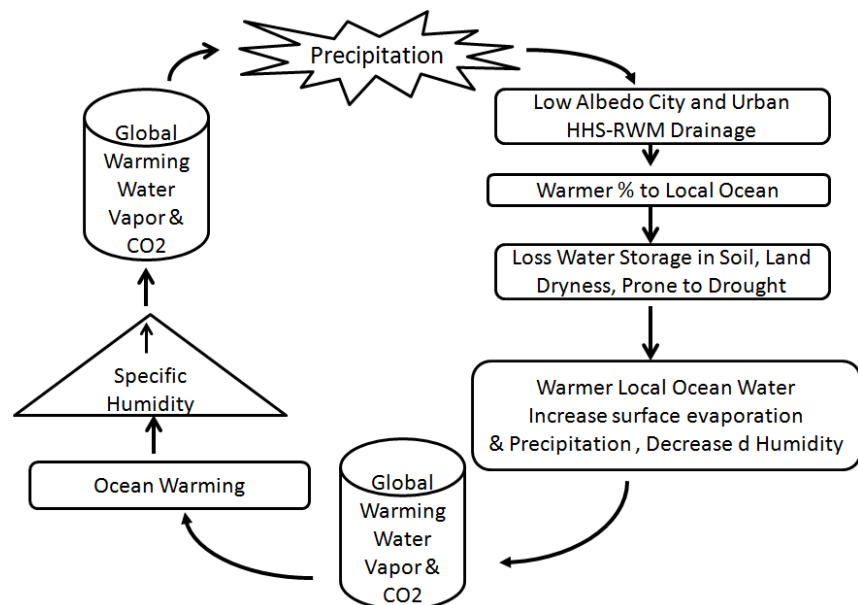 Precipitation
Low Albedo City and Urban
HHS-RWM Drainage
Warmer % to Local Ocean
Loss Water Storage in Soil, Land
Dryness, Prone to Drought
Warmer Local Ocean Water
Increase surface evaporation
& Precipitation , Decrease d Humidity
Global
Warming
Water
Vapor &
CO2
Ocean Warming
Specific
Humidity
Global
Warming
Water
Vapor &
CO2